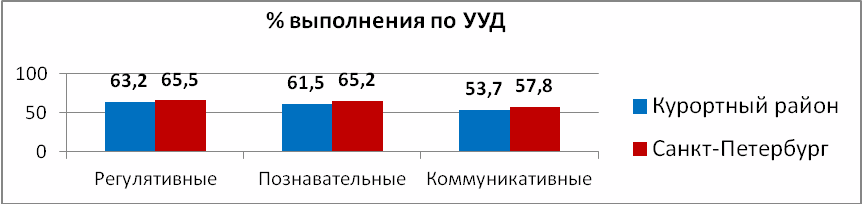 % выполнения по УУД
100
50
0
63,2 65,5
61,5 65,2
53,7 57,8
Регулятивные Познавательные Коммуникативные
Курортный район
Санкт-Петербург